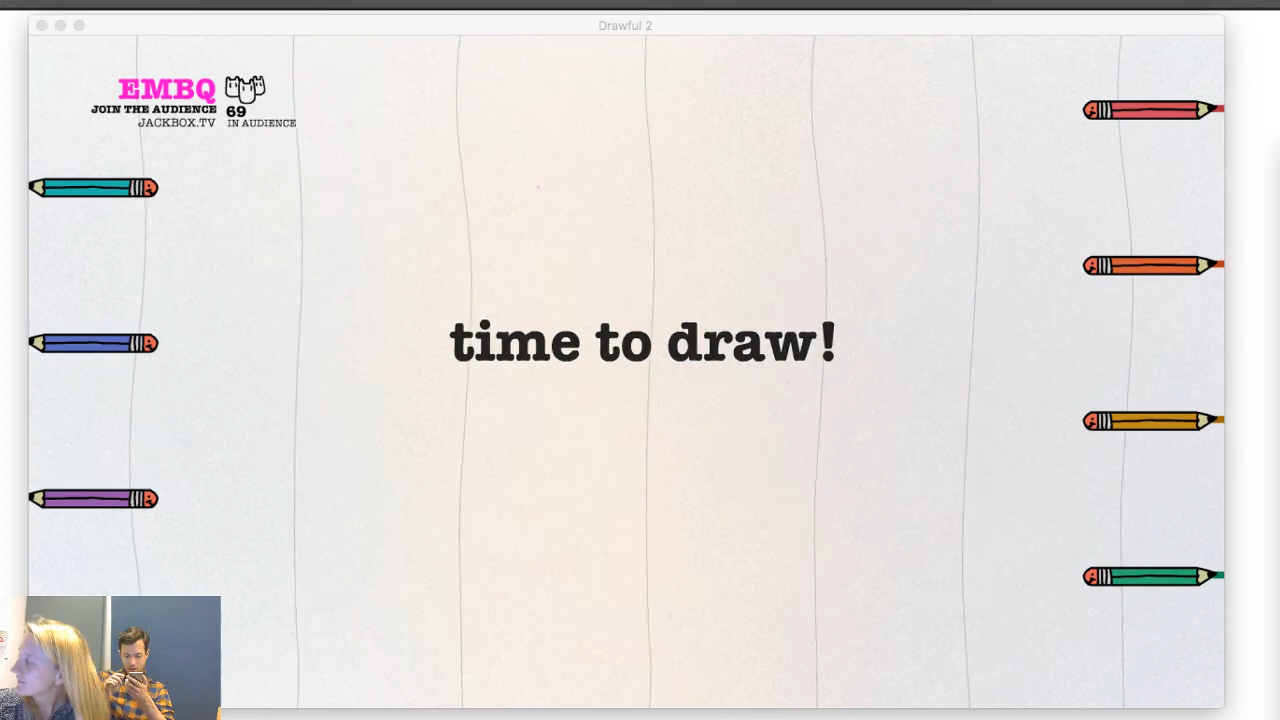 Drawful 2
EMBQ
JOIN THE AUDIENCE
JACKBOX.TV
69
IN AUDIENCE
time to draw!